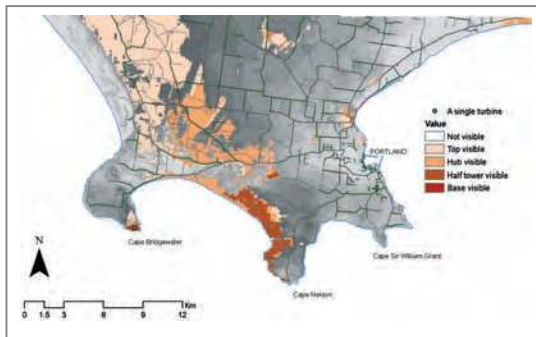 A single turbine
Value
Not visible
PORTLAND
Top visible
Hub visible
Half tower visible
Base visible
Cape Bridgewater
Cape Sir William Grant
N
Cape Nelson
Km
0 1.5 3 6 9 12